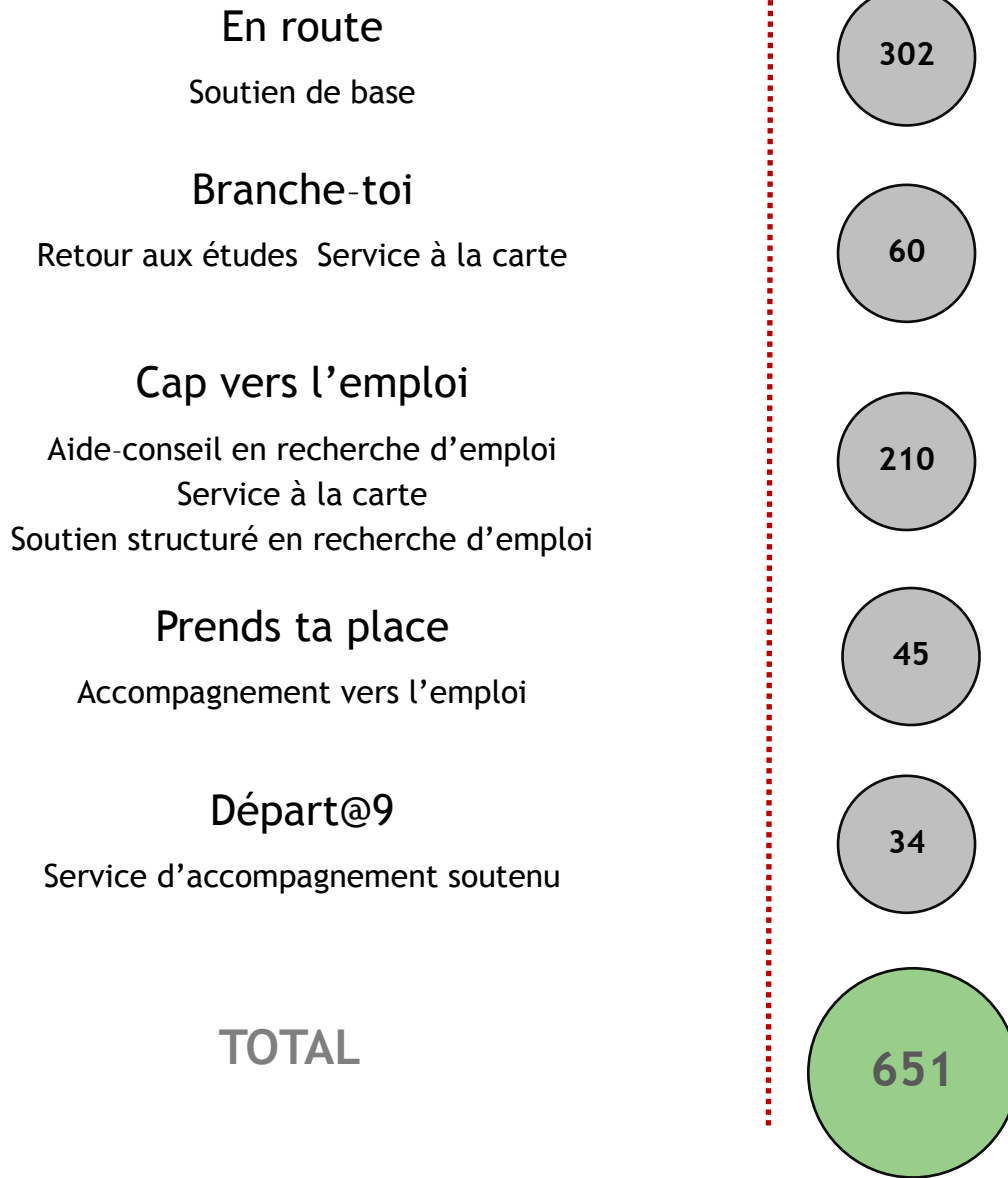 En route
302
Soutien de base
Branche-toi
60
Retour aux études Service à la carte
Cap vers l’emploi
Aide-conseil en recherche d’emploi
210
Service à la carte
Soutien structuré en recherche d’emploi
Prends ta place
45
Accompagnement vers l’emploi
Départ@9
34
Service d’accompagnement soutenu
TOTAL
651